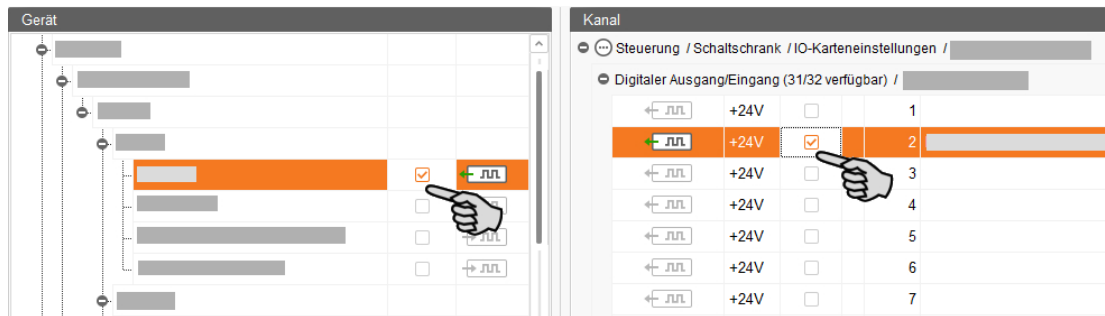 Gerät
Kanal
Steuerung / Schaltschrank / IO-Karteneinstellungen /
Digitaler Ausgang/Eingang (31/32 verfügbar) /
+24V 1
+24V 2
+24V 3
+24V 4
+24V 5
+24V 6
+24V 7